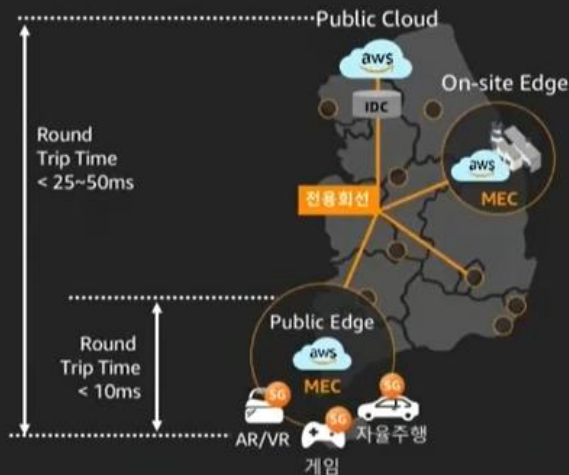 Public Cloud
aws
IDC
On-site Edge
aws
MEC
Round
Trip Time
< 25~50ms
전용회선
Public Edge
aws
MEC
Round
Trip Time
< 10ms
5G
AR/VR
5G
게임
5G
자율주행